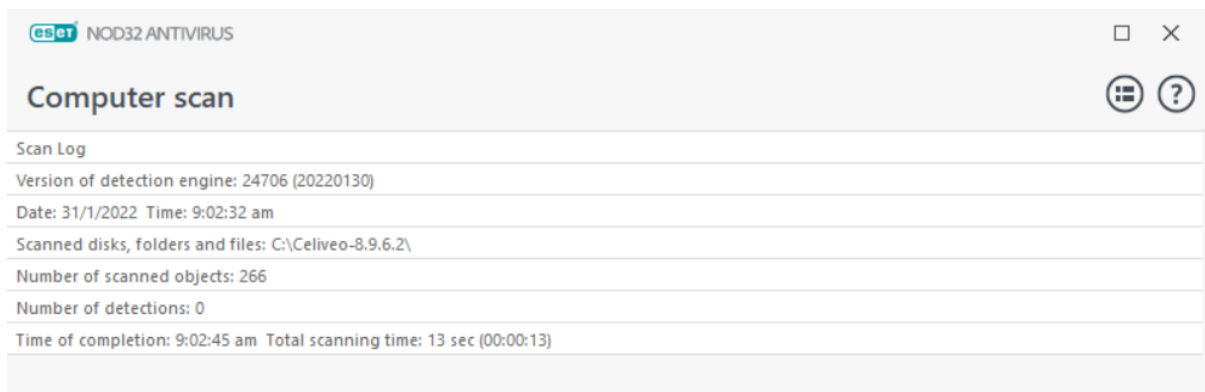 eset NOD32 ANTIVIRUS
Computer scan
Scan Log
Version of detection engine: 24706 (20220130)
Date: 31/1/2022 Time: 9:02:32 am
Scanned disks, folders and files: C:\Celiveo-8.9.6.2\
Number of scanned objects: 266
Number of detections: 0
Time of completion: 9:02:45 am Total scanning time: 13 sec (00:00:13)